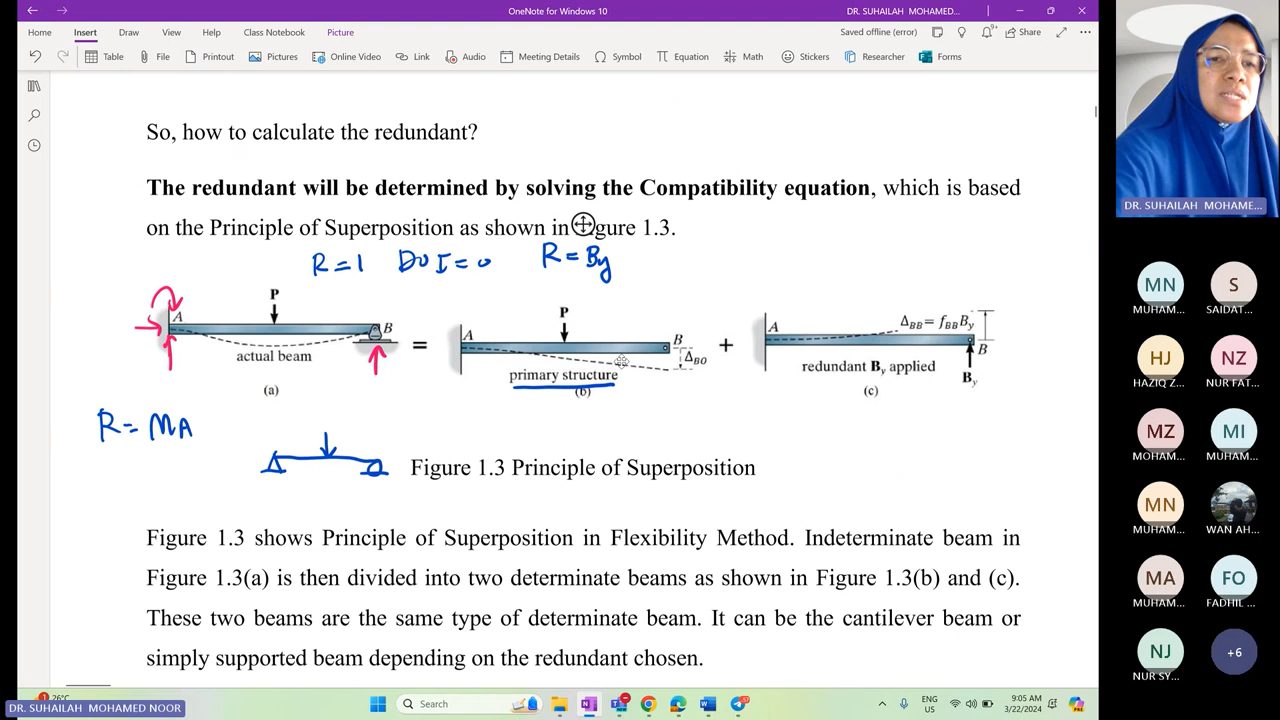 OneNote for Windows 10
DR. SUHAILAH MOHAMED...
Home Insert Draw View Help Class Notebook Picture
Saved offline (error)
Share
Table File Printout Pictures Online Video Link Audio Meeting Details Symbol Equation Math Stickers Researcher Forms
So, how to calculate the redundant?
The redundant will be determined by solving the Compatibility equation, which is based
on the Principle of Superposition as shown in Figure 1.3.
R = 1 DOI = 0 R = By
A P B actual beam (a)
=
A P B ΔBO primary structure (b)
+
A ΔBB = fBB By B redundant By applied By (c)
R = MA
Figure 1.3 Principle of Superposition
Figure 1.3 shows Principle of Superposition in Flexibility Method. Indeterminate beam in
Figure 1.3(a) is then divided into two determinate beams as shown in Figure 1.3(b) and (c).
These two beams are the same type of determinate beam. It can be the cantilever beam or
simply supported beam depending on the redundant chosen.
DR. SUHAILAH MOHAME...
MN S
MUHAM... SAIDAT...
HJ NZ
HAZIQ Z... NUR FAT...
MZ MI
MOHAM... MUHAM...
MN
MUHAM... WAN AH...
MA FO
MUHAM... FADHIL ...
NJ +6
NUR SY...
26°C
DR. SUHAILAH MOHAMED NOOR
Search
ENG
US
9:05 AM
3/22/2024